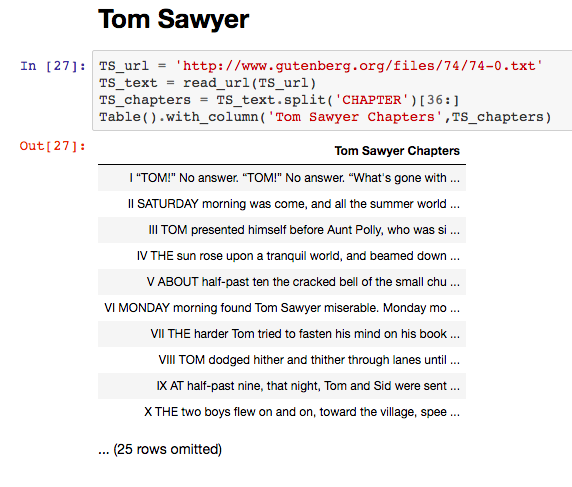 Tom Sawyer
In [27]: TS_url = 'http://www.gutenberg.org/files/74/74-0.txt'
TS_text = read_url(TS_url)
TS_chapters = TS_text.split('CHAPTER')[36:]
Table().with_column('Tom Sawyer Chapters',TS_chapters)
Out[27]:
Tom Sawyer Chapters
I “TOM!” No answer. “TOM!” No answer. “What's gone with ...
II SATURDAY morning was come, and all the summer world ...
III TOM presented himself before Aunt Polly, who was si ...
IV THE sun rose upon a tranquil world, and beamed down ...
V ABOUT half-past ten the cracked bell of the small chu ...
VI MONDAY morning found Tom Sawyer miserable. Monday mo ...
VII THE harder Tom tried to fasten his mind on his book ...
VIII TOM dodged hither and thither through lanes until ...
IX AT half-past nine, that night, Tom and Sid were sent ...
X THE two boys flew on and on, toward the village, spee ...
... (25 rows omitted)